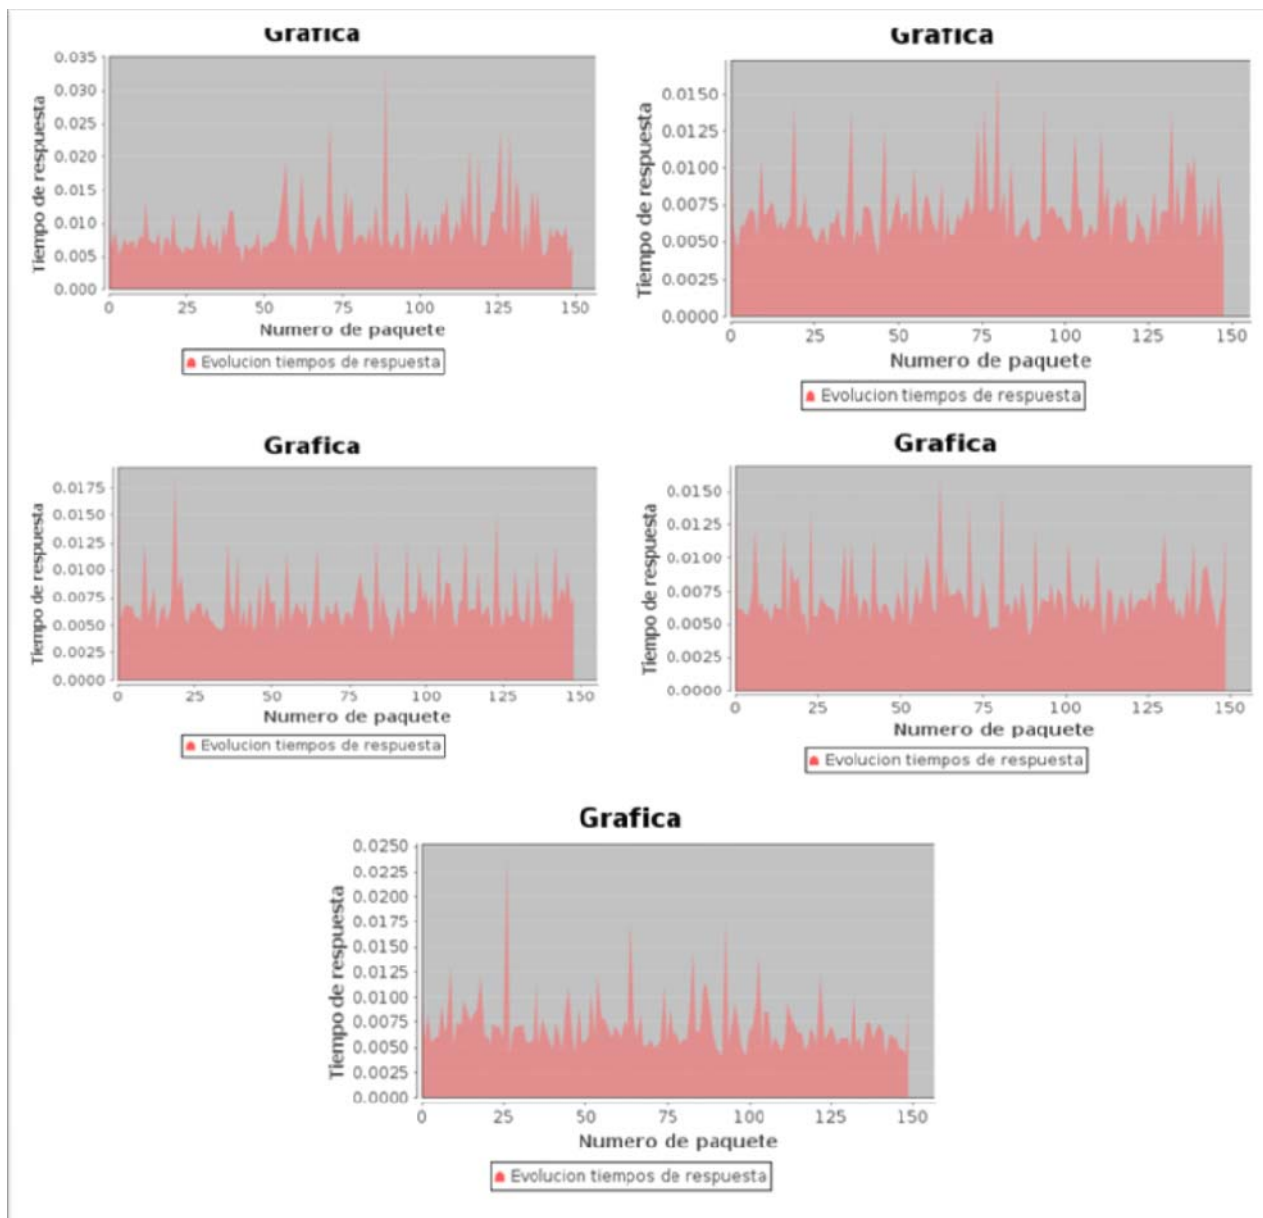 Grafica
0.035
0.030
0.025
0.020
0.015
0.010
0.005
0.000
Tiempo de respuesta
0 25 50 75 100 125 150
Numero de paquete
Evolucion tiempos de respuesta
Grafica
0.0150
0.0125
0.0100
0.0075
0.0050
0.0025
0.0000
Tiempo de respuesta
0 25 50 75 100 125 150
Numero de paquete
Evolucion tiempos de respuesta
Grafica
0.0175
0.0150
0.0125
0.0100
0.0075
0.0050
0.0025
0.0000
Tiempo de respuesta
0 25 50 75 100 125 150
Numero de paquete
Evolucion tiempos de respuesta
Grafica
0.0150
0.0125
0.0100
0.0075
0.0050
0.0025
0.0000
Tiempo de respuesta
0 25 50 75 100 125 150
Numero de paquete
Evolucion tiempos de respuesta
Grafica
0.0250
0.0225
0.0200
0.0175
0.0150
0.0125
0.0100
0.0075
0.0050
0.0025
0.0000
Tiempo de respuesta
0 25 50 75 100 125 150
Numero de paquete
Evolucion tiempos de respuesta